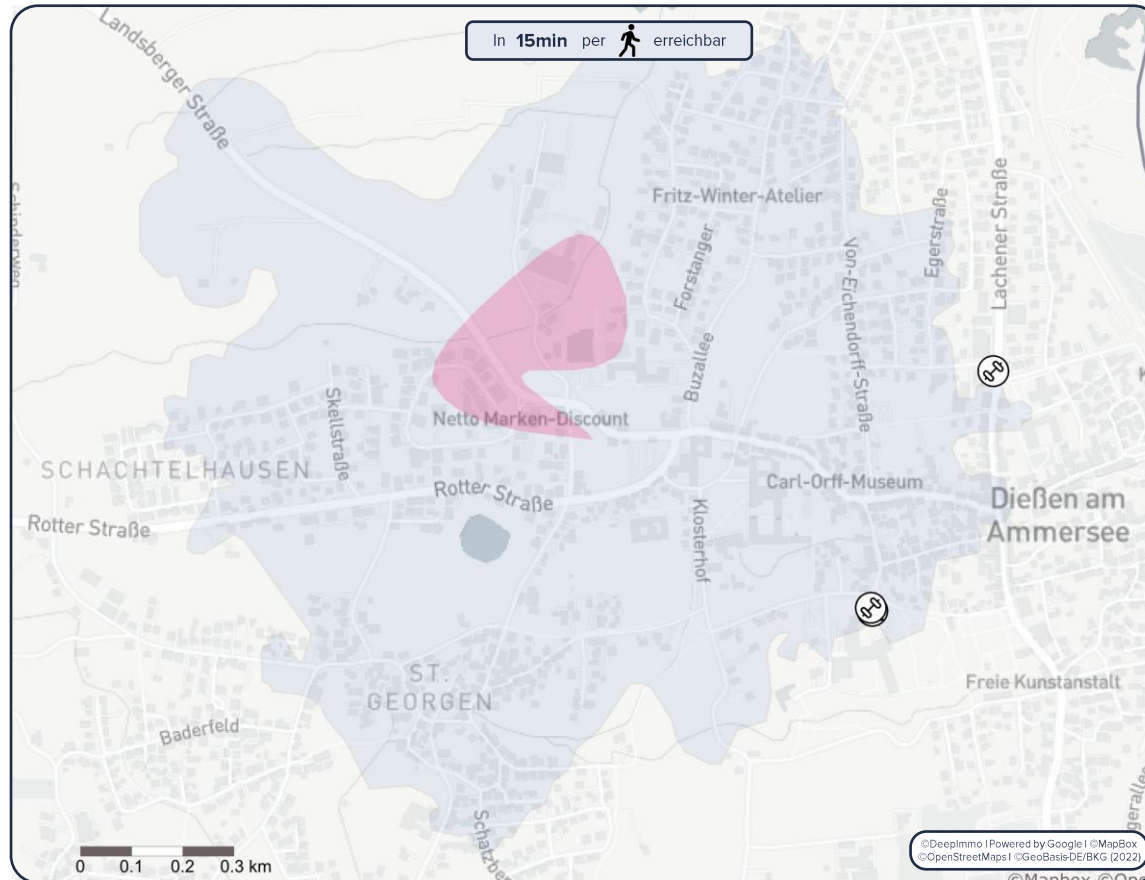 Landsberger Straße
In 15min per erreichbar
Schinderweg
Fritz-Winter-Atelier
Forstanger
Egerstraße
Lachener Straße
Von-Eichendorff-Straße
Buzallee
Skellstraße
Netto Marken-Discount
SCHACHTELHAUSEN
Rotter Straße
Carl-Orff-Museum
Rotter Straße
Klosterhof
Dießen am
Ammersee
ST.
GEORGEN
Freie Kunstanstalt
Baderfeld
0 0.1 0.2 0.3 km
©DeepImmo | Powered by Google | ©MapBox
©OpenStreetMaps | ©GeoBasis-DE/BKG (2022)